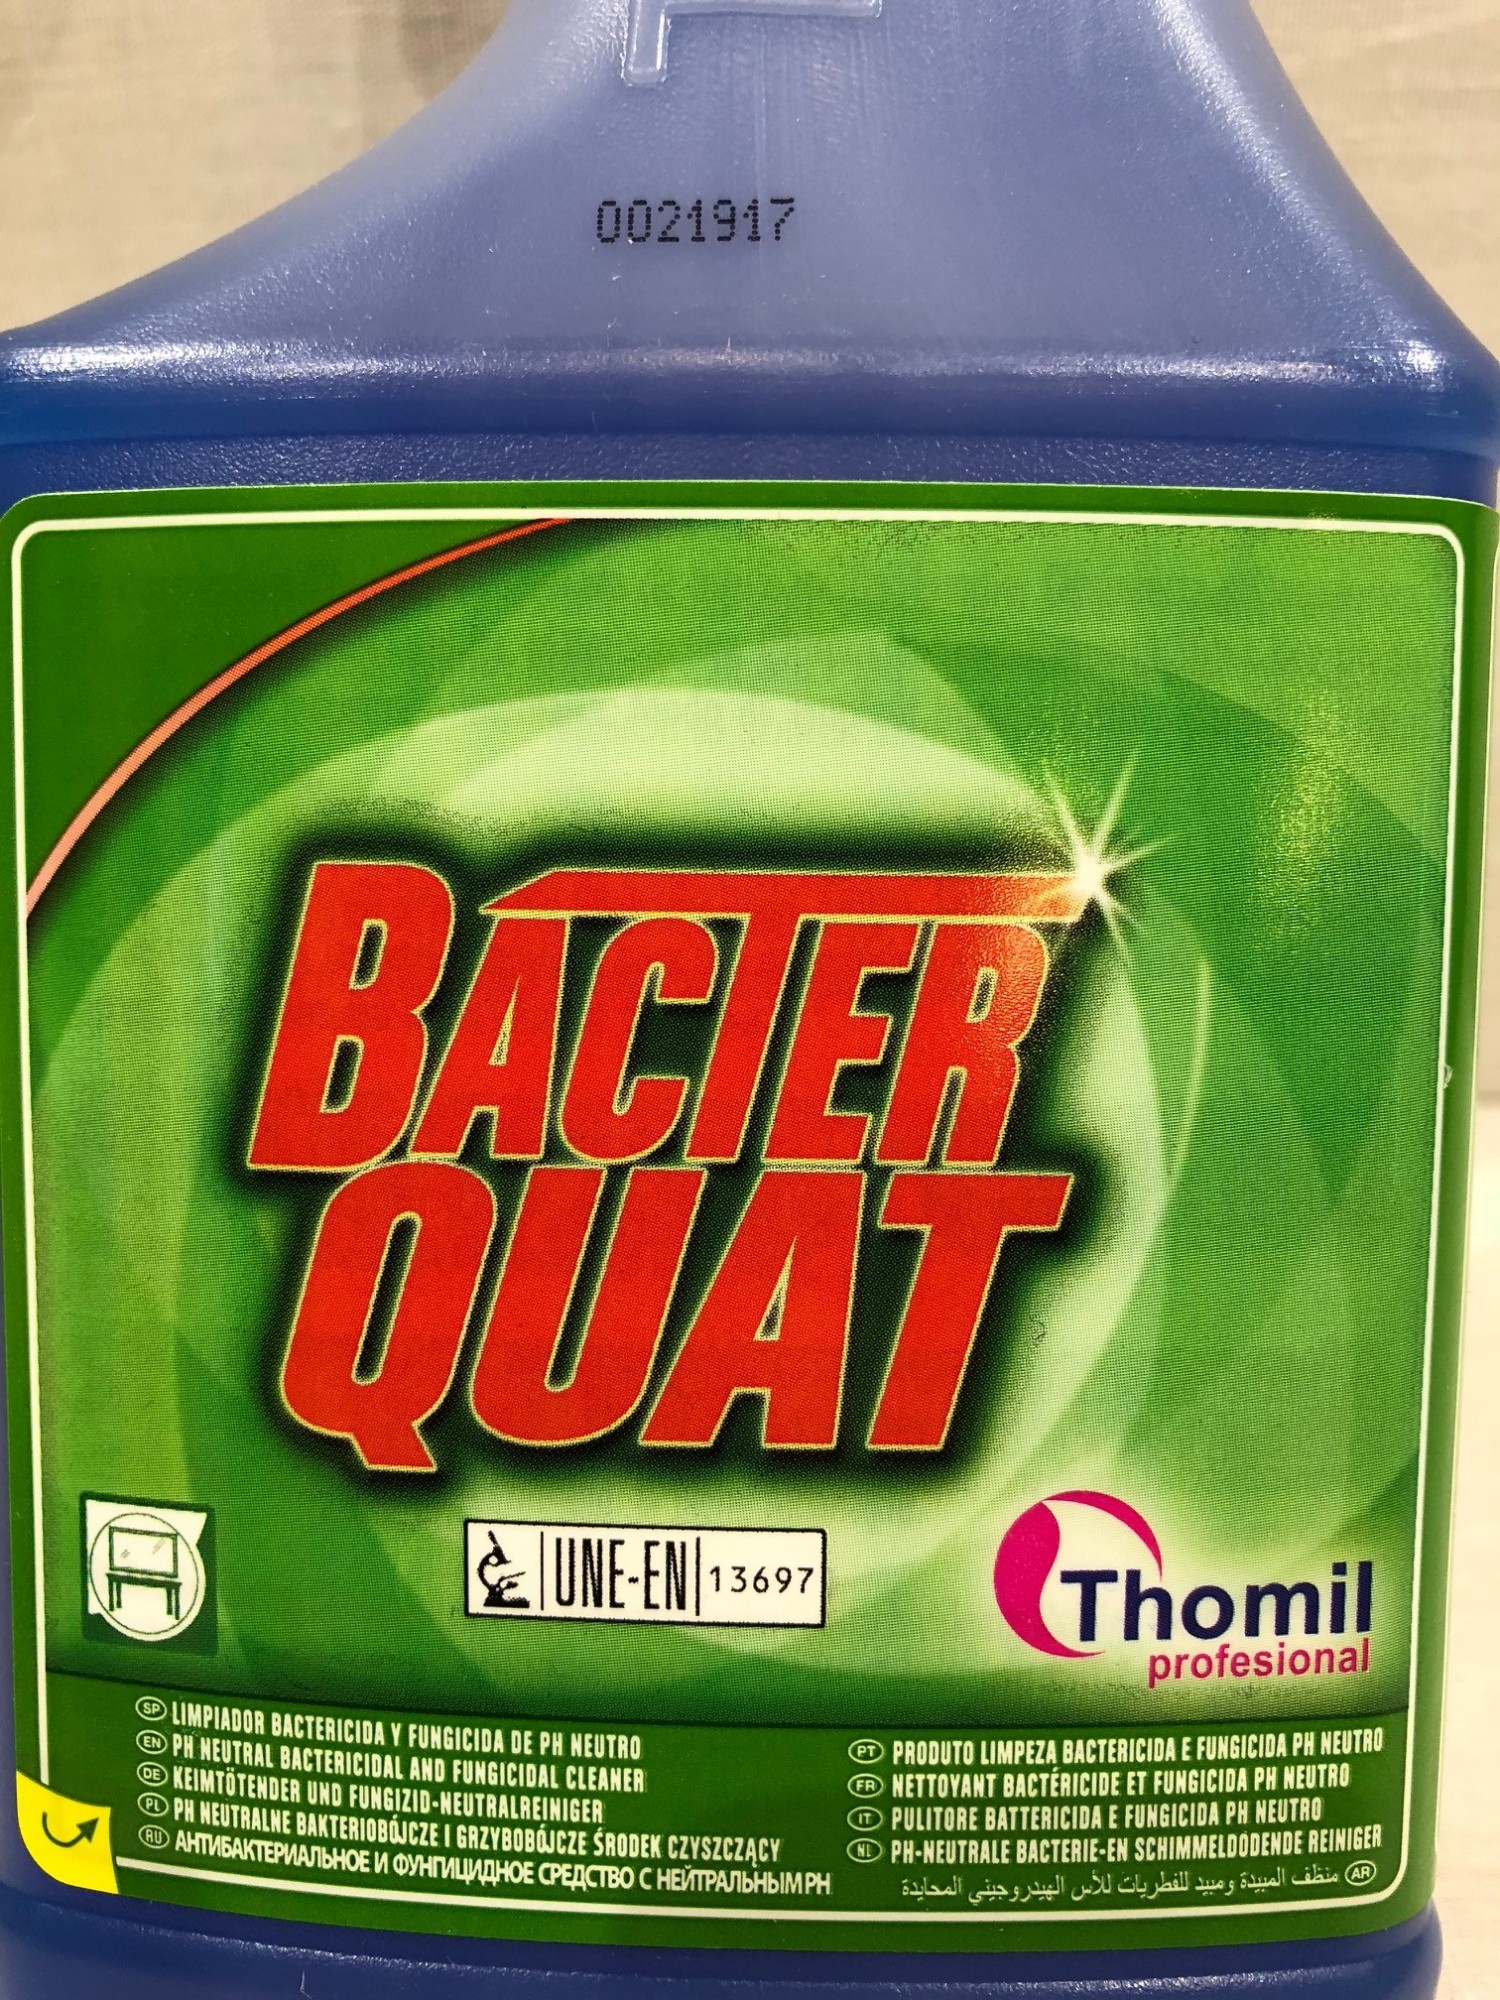 0021917
BACTER
QUAT
UNE-EN 13697
Thomil
profesional
SP LIMPIADOR BACTERICIDA Y FUNGICIDA DE PH NEUTRO
EN PH NEUTRAL BACTERICIDAL AND FUNGICIDAL CLEANER
DE KEIMTÖTENDER UND FUNGIZID-NEUTRALREINIGER
PL PH NEUTRALNE BAKTERIOBÓJCZE I GRZYBOBÓJCZE ŚRODEK CZYSZCZĄCY
RU АНТИБАКТЕРИАЛЬНОЕ И ФУНГИЦИДНОЕ СРЕДСТВО С НЕЙТРАЛЬНЫМ PH
PT PRODUTO LIMPEZA BACTERICIDA E FUNGICIDA PH NEUTRO
FR NETTOYANT BACTÉRICIDE ET FUNGICIDA PH NEUTRO
IT PULITORE BATTERICIDA E FUNGICIDA PH NEUTRO
NL PH-NEUTRALE BACTERIE-EN SCHIMMELDODENDE REINIGER
AR منظف المبيدة ومبيد للفطريات للأس الهيدروجيني المحايدة